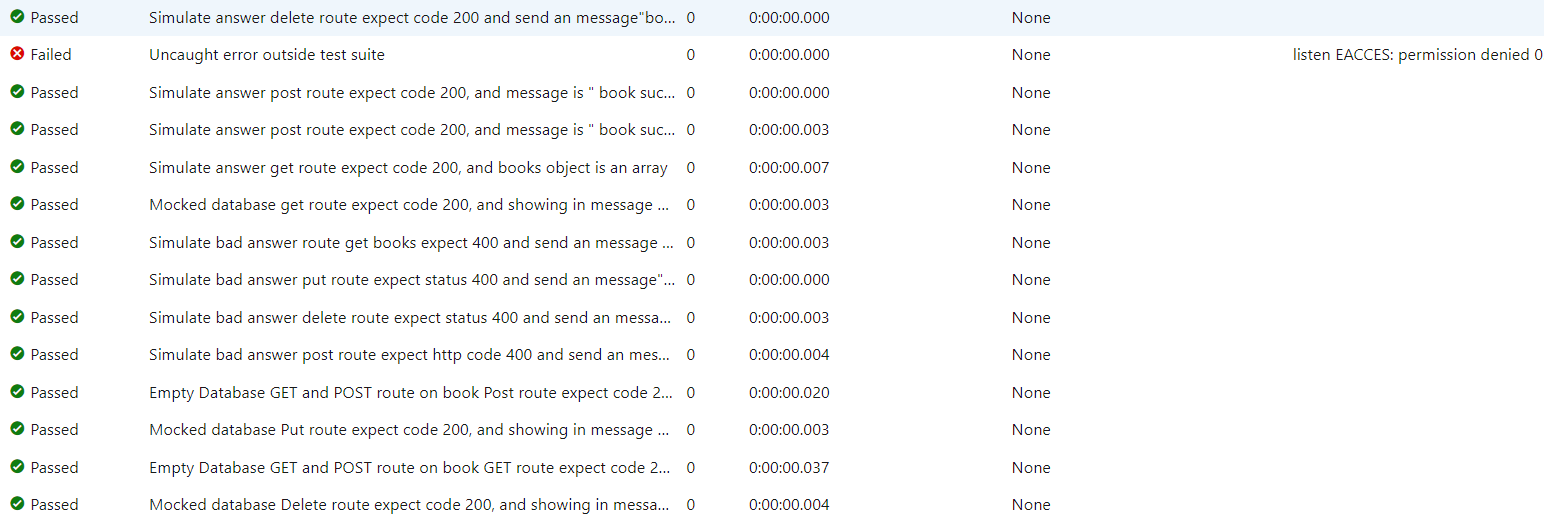 Passed Simulate answer delete route expect code 200 and send an message"bo... 0 0:00:00.000 None
Failed Uncaught error outside test suite 0 0:00:00.000 None listen EACCES: permission denied 0
Passed Simulate answer post route expect code 200, and message is " book suc... 0 0:00:00.000 None
Passed Simulate answer post route expect code 200, and message is " book suc... 0 0:00:00.003 None
Passed Simulate answer get route expect code 200, and books object is an array 0 0:00:00.007 None
Passed Mocked database get route expect code 200, and showing in message ... 0 0:00:00.003 None
Passed Simulate bad answer route get books expect 400 and send an message ... 0 0:00:00.003 None
Passed Simulate bad answer put route expect status 400 and send an message"... 0 0:00:00.000 None
Passed Simulate bad answer delete route expect status 400 and send an messa... 0 0:00:00.003 None
Passed Simulate bad answer post route expect http code 400 and send an mes... 0 0:00:00.004 None
Passed Empty Database GET and POST route on book Post route expect code 2... 0 0:00:00.020 None
Passed Mocked database Put route expect code 200, and showing in message ... 0 0:00:00.003 None
Passed Empty Database GET and POST route on book GET route expect code 2... 0 0:00:00.037 None
Passed Mocked database Delete route expect code 200, and showing in messa... 0 0:00:00.004 None